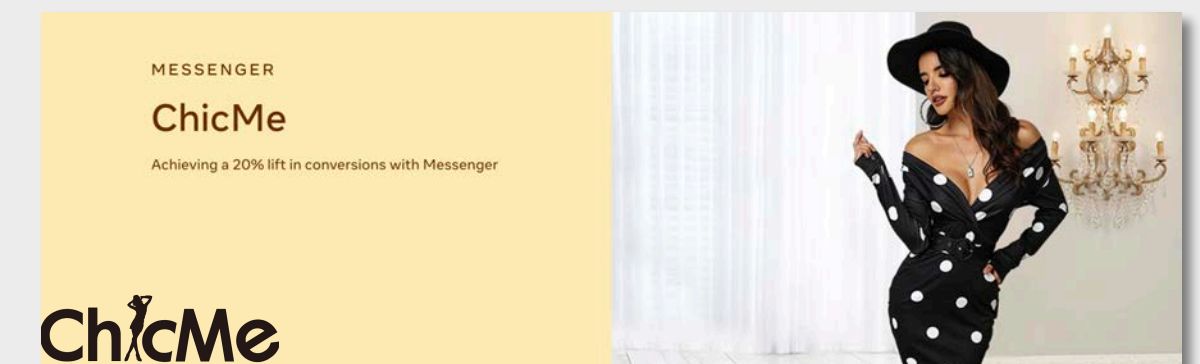 MESSENGER
ChicMe
Achieving a 20% lift in conversions with Messenger
ChicMe